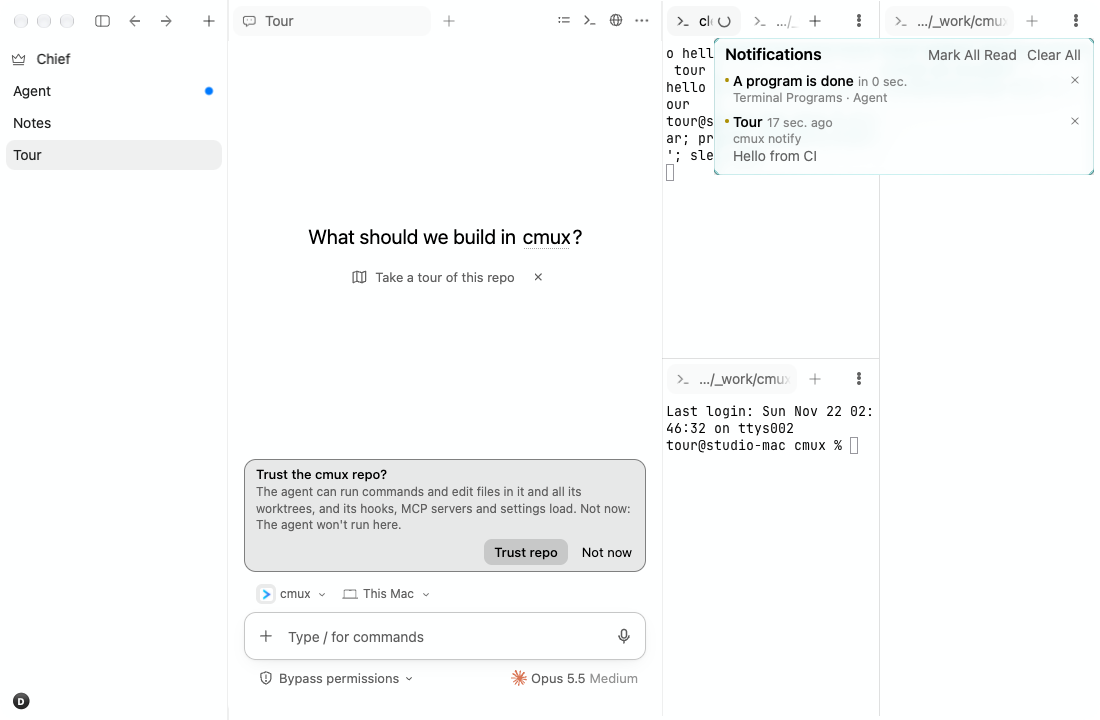 Chief
Agent
Notes
Tour
Tour
What should we build in cmux?
Take a tour of this repo
Trust the cmux repo?
The agent can run commands and edit files in it and all its
worktrees, and its hooks, MCP servers and settings load. Not now:
The agent won't run here.
Trust repo
Not now
cmux
This Mac
Type / for commands
Bypass permissions
Opus 5.5 Medium
D
…/_
…/_work/cmux
o hell
tour
hello
our
tour@s
ar; pr
'; sle
Notifications
Mark All Read
Clear All
A program is done in 0 sec.
Terminal Programs · Agent
Tour 17 sec. ago
cmux notify
Hello from CI
…/_work/cmux
Last login: Sun Nov 22 02:
46:32 on ttys002
tour@studio-mac cmux %